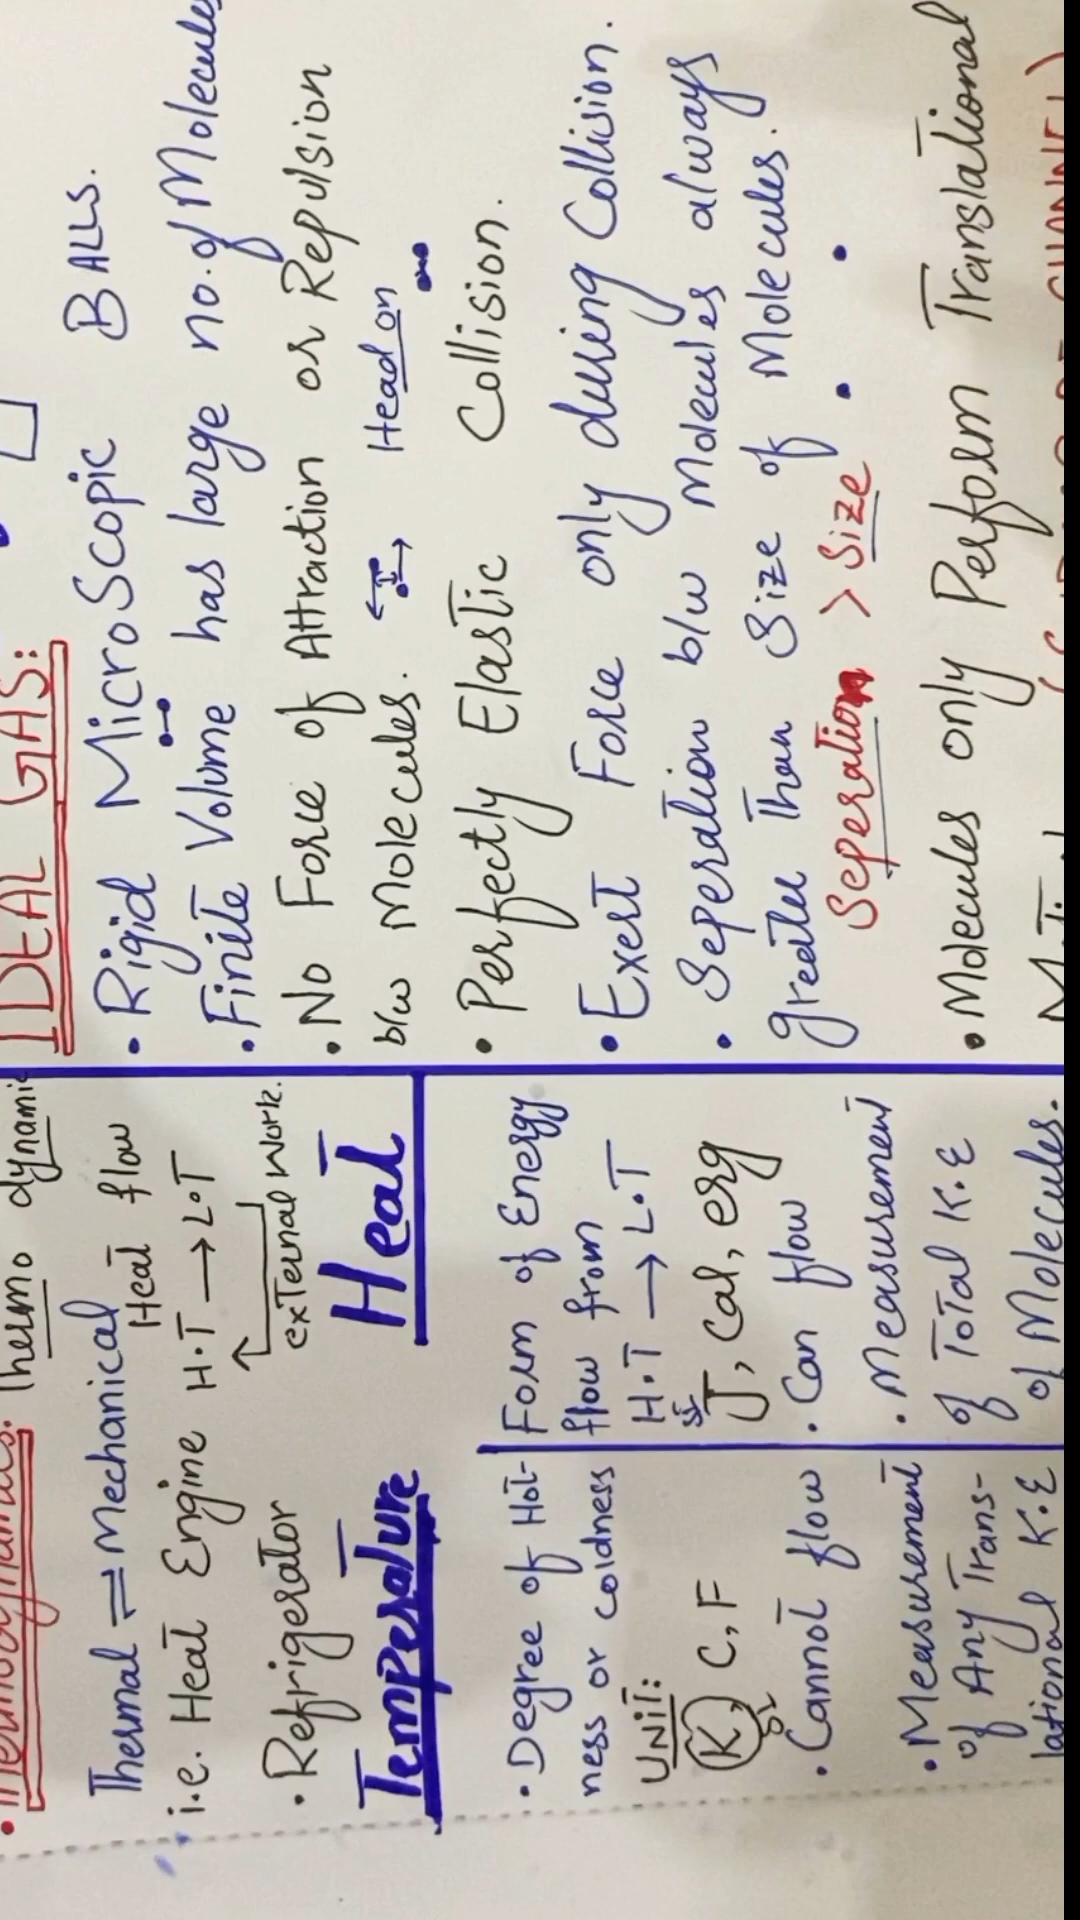 • Thermodynamics: Thermo dynamic
Thermal ⇌ Mechanical
Heat flow
i.e. Heat Engine H.T → L.T
• Refrigerator
external work.
Temperature
Heat
• Degree of Hot-
ness or coldness
UNIT:
K, C, F
SI
• Cannot flow
• Measurement
of Any Trans-
lational K.E
Form of Energy
flow from
H.T → L.T
SI
J, Cal, erg
• Can flow
• Measurement
of Total K.E
of Molecules.
IDEAL GAS:
• Rigid MicroScopic BALLS.
• Finite Volume has large no. of Molecules
• No Force of Attraction or Repulsion
b/w Molecules. Head on
• Perfectly Elastic Collision.
• Exert Force only during Collision.
• Seperation b/w Molecules always
greater Than Size of Molecules.
Seperation > Size
• Molecules only Perform Translational